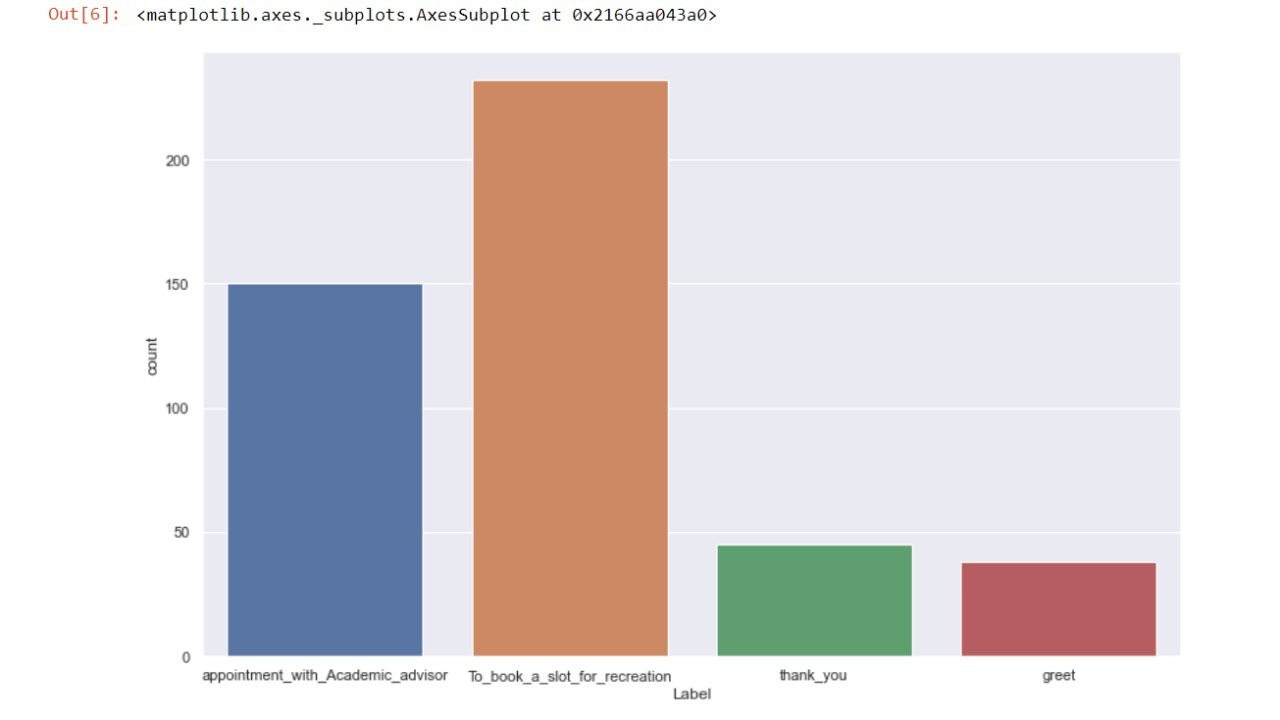 Out[6]: <matplotlib.axes._subplots.AxesSubplot at 0x2166aa043a0>
200
150
100
50
0
count
appointment_with_Academic_advisor To_book_a_slot_for_recreation thank_you greet
Label